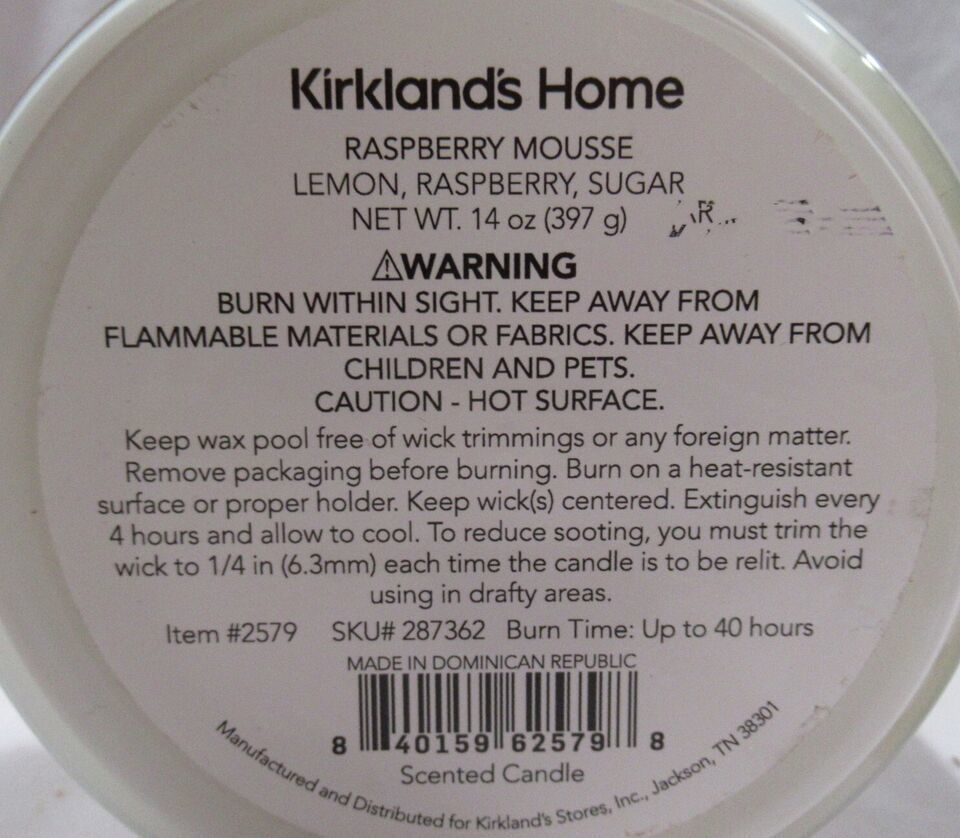 Kirkland's Home
RASPBERRY MOUSSE
LEMON, RASPBERRY, SUGAR
NET WT. 14 oz (397 g)
⚠WARNING
BURN WITHIN SIGHT. KEEP AWAY FROM
FLAMMABLE MATERIALS OR FABRICS. KEEP AWAY FROM
CHILDREN AND PETS.
CAUTION - HOT SURFACE.
Keep wax pool free of wick trimmings or any foreign matter.
Remove packaging before burning. Burn on a heat-resistant
surface or proper holder. Keep wick(s) centered. Extinguish every
4 hours and allow to cool. To reduce sooting, you must trim the
wick to 1/4 in (6.3mm) each time the candle is to be relit. Avoid
using in drafty areas.
Item #2579 SKU# 287362 Burn Time: Up to 40 hours
MADE IN DOMINICAN REPUBLIC
8 40159 62579 8
Scented Candle
Manufactured and Distributed for Kirkland's Stores, Inc., Jackson, TN 38301